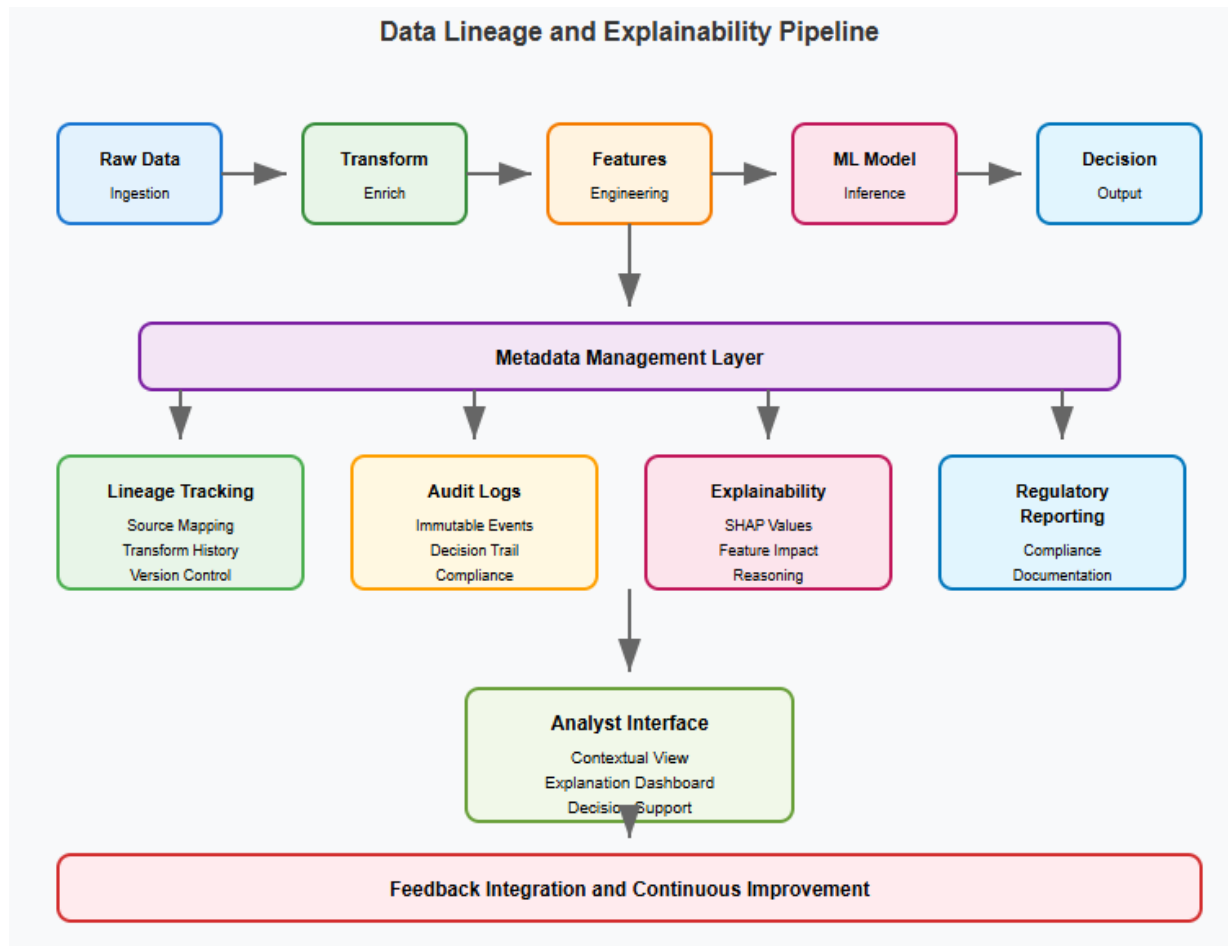 Data Lineage and Explainability Pipeline
Raw Data
Ingestion
Transform
Enrich
Features
Engineering
ML Model
Inference
Decision
Output
Metadata Management Layer
Lineage Tracking
Source Mapping
Transform History
Version Control
Audit Logs
Immutable Events
Decision Trail
Compliance
Explainability
SHAP Values
Feature Impact
Reasoning
Regulatory
Reporting
Compliance
Documentation
Analyst Interface
Contextual View
Explanation Dashboard
Decision Support
Feedback Integration and Continuous Improvement